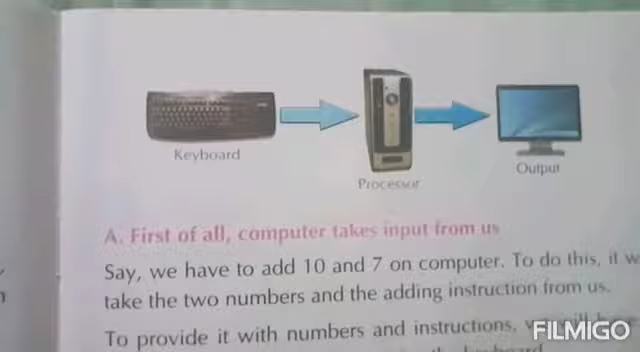 Keyboard
Processor
Output
A. First of all, computer takes input from us
Say, we have to add 10 and 7 on computer. To do this, it w
take the two numbers and the adding instruction from us.
To provide it with numbers and instructions,
FILMIGO